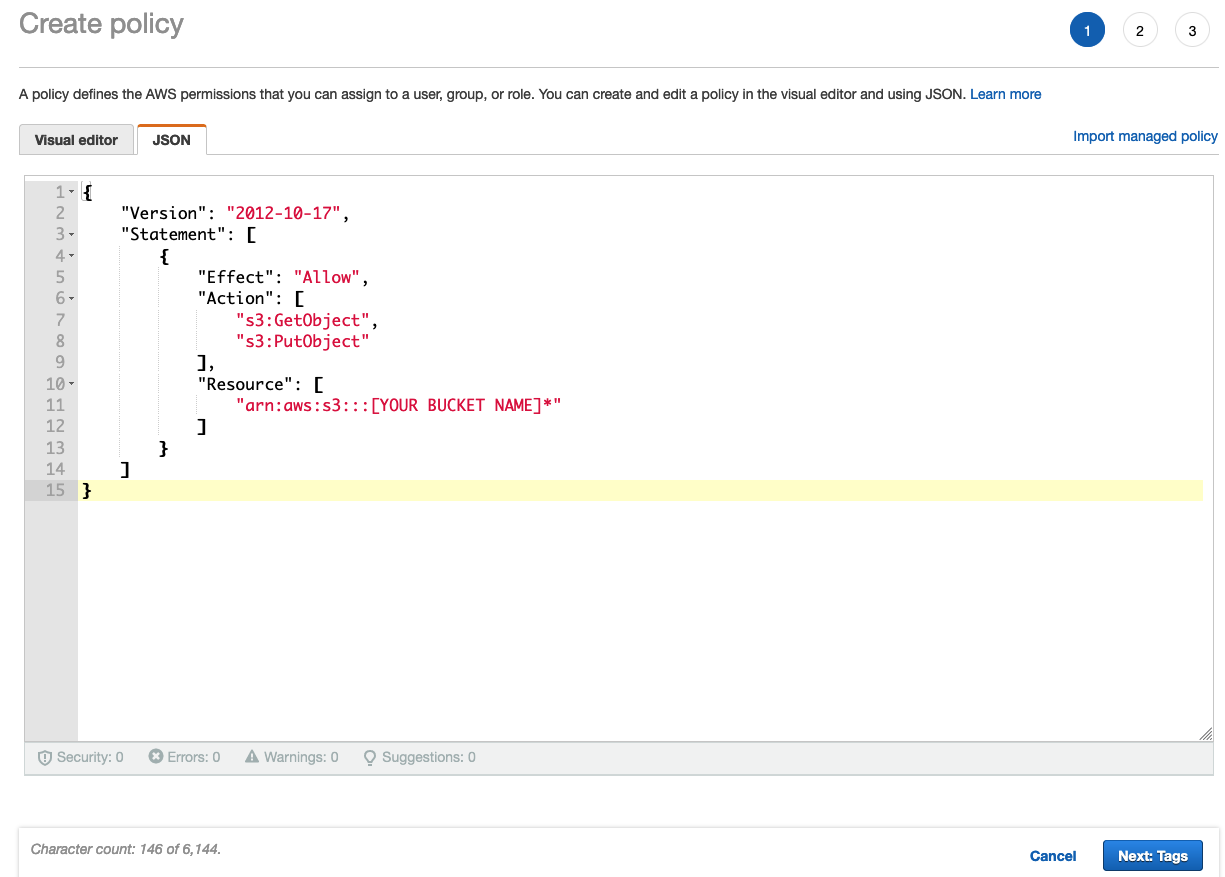 Create policy
1 2 3
A policy defines the AWS permissions that you can assign to a user, group, or role. You can create and edit a policy in the visual editor and using JSON. Learn more
Visual editor JSON Import managed policy
1 {
2 "Version": "2012-10-17",
3 "Statement": [
4 {
5 "Effect": "Allow",
6 "Action": [
7 "s3:GetObject",
8 "s3:PutObject"
9 ],
10 "Resource": [
11 "arn:aws:s3:::[YOUR BUCKET NAME]*"
12 ]
13 }
14 ]
15 }
Security: 0 Errors: 0 Warnings: 0 Suggestions: 0
Character count: 146 of 6,144.
Cancel Next: Tags